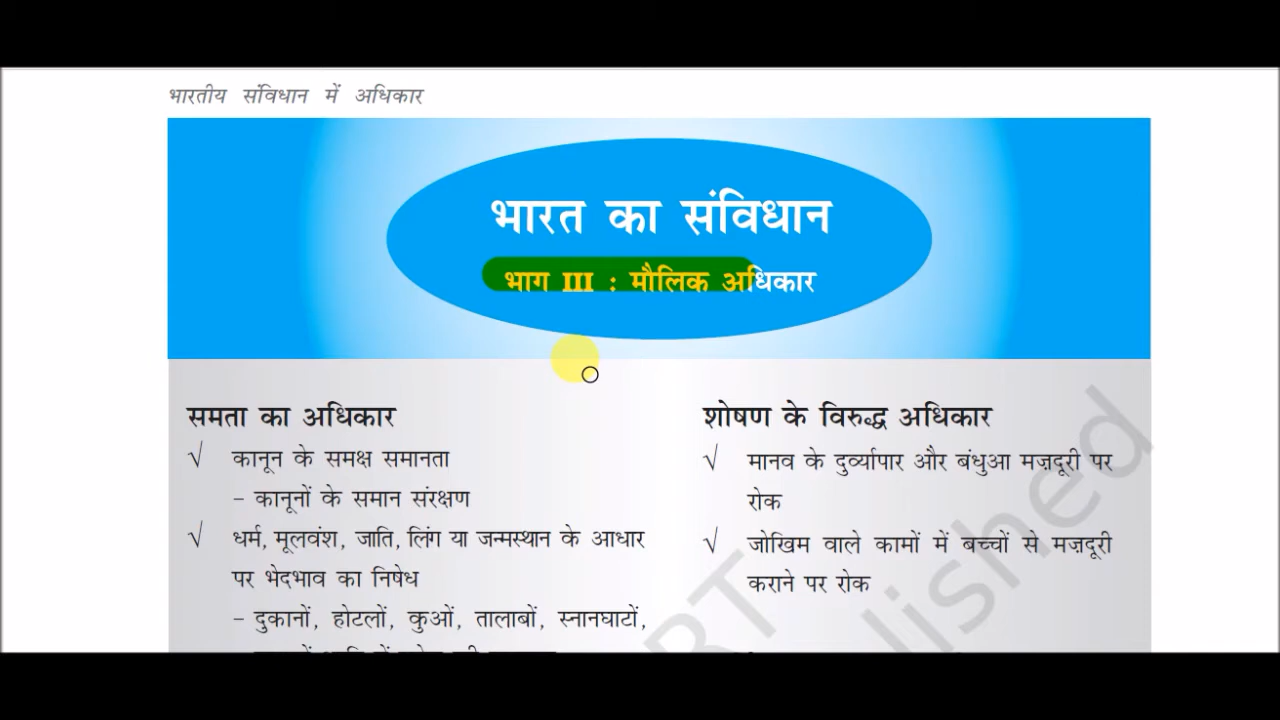 भारतीय संविधान में अधिकार
भारत का संविधान
भाग III : मौलिक अधिकार
समता का अधिकार
√ कानून के समक्ष समानता
– कानूनों के समान संरक्षण
√ धर्म, मूलवंश, जाति, लिंग या जन्मस्थान के आधार
पर भेदभाव का निषेध
– दुकानों, होटलों, कुओं, तालाबों, स्नानघाटों,
शोषण के विरुद्ध अधिकार
√ मानव के दुर्व्यापार और बंधुआ मज़दूरी पर
रोक
√ जोखिम वाले कामों में बच्चों से मज़दूरी
कराने पर रोक